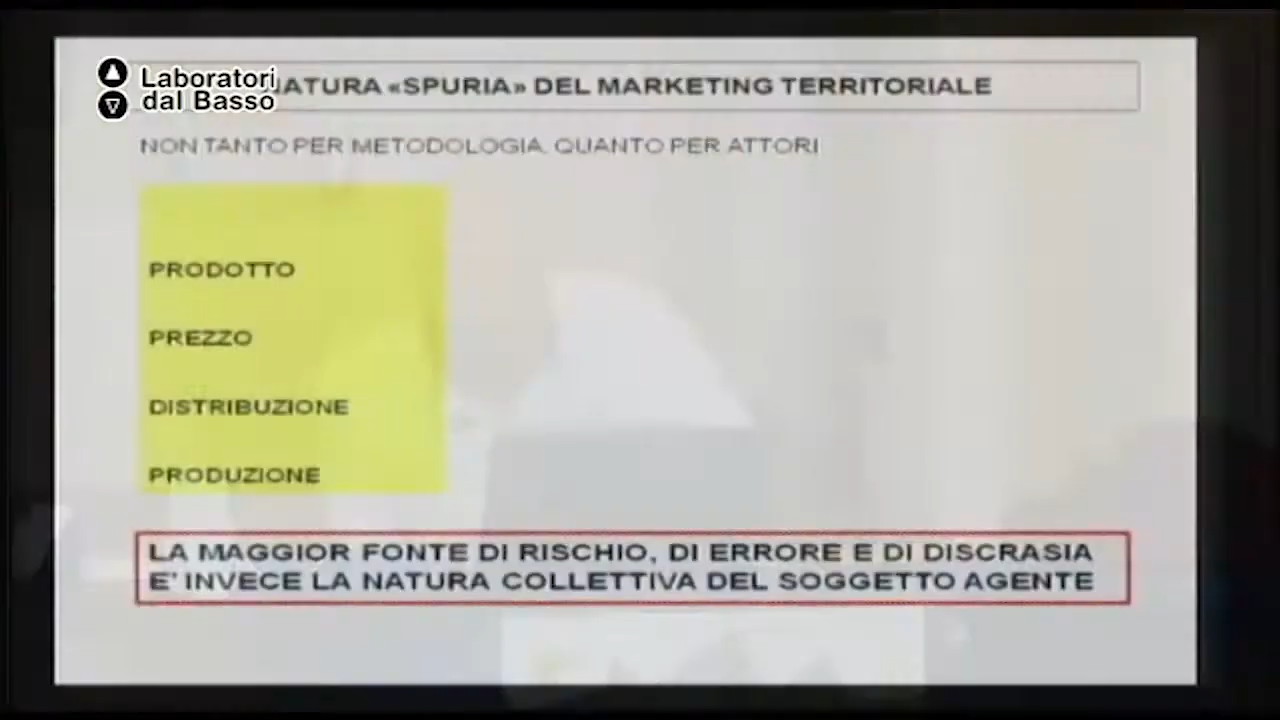 Laboratori
dal Basso
NATURA «SPURIA» DEL MARKETING TERRITORIALE
NON TANTO PER METODOLOGIA, QUANTO PER ATTORI
PRODOTTO
PREZZO
DISTRIBUZIONE
PRODUZIONE
LA MAGGIOR FONTE DI RISCHIO, DI ERRORE E DI DISCRASIA
E' INVECE LA NATURA COLLETTIVA DEL SOGGETTO AGENTE